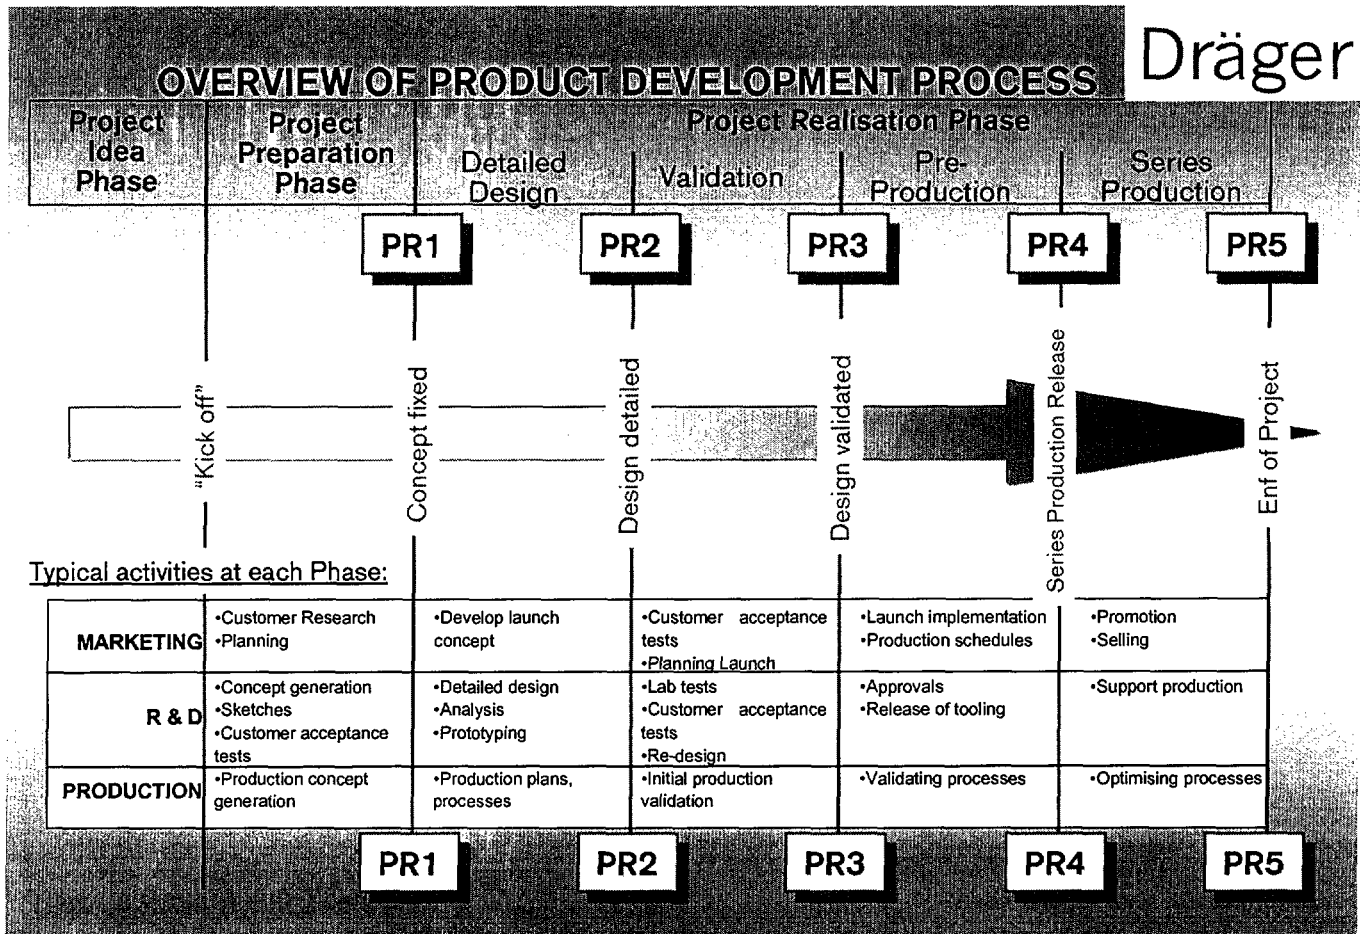 Dräger
OVERVIEW OF PRODUCT DEVELOPMENT PROCESS
Project
Idea
Phase
Project
Preparation
Phase
Project Realisation Phase
Detailed
Design
Validation
Pre-
Production
Series
Production
PR1
PR2
PR3
PR4
PR5
"Kick off"
Concept fixed
Design detailed
Design validated
Series Production Release
Enf of Project
Typical activities at each Phase:
MARKETING
•Customer Research
•Planning
•Develop launch
concept
•Customer acceptance
tests
•Planning Launch
•Launch implementation
•Production schedules
•Promotion
•Selling
R & D
•Concept generation
•Sketches
•Customer acceptance
tests
•Detailed design
•Analysis
•Prototyping
•Lab tests
•Customer acceptance
tests
•Re-design
•Approvals
•Release of tooling
•Support production
PRODUCTION
•Production concept
generation
•Production plans,
processes
•Initial production
validation
•Validating processes
•Optimising processes
PR1
PR2
PR3
PR4
PR5